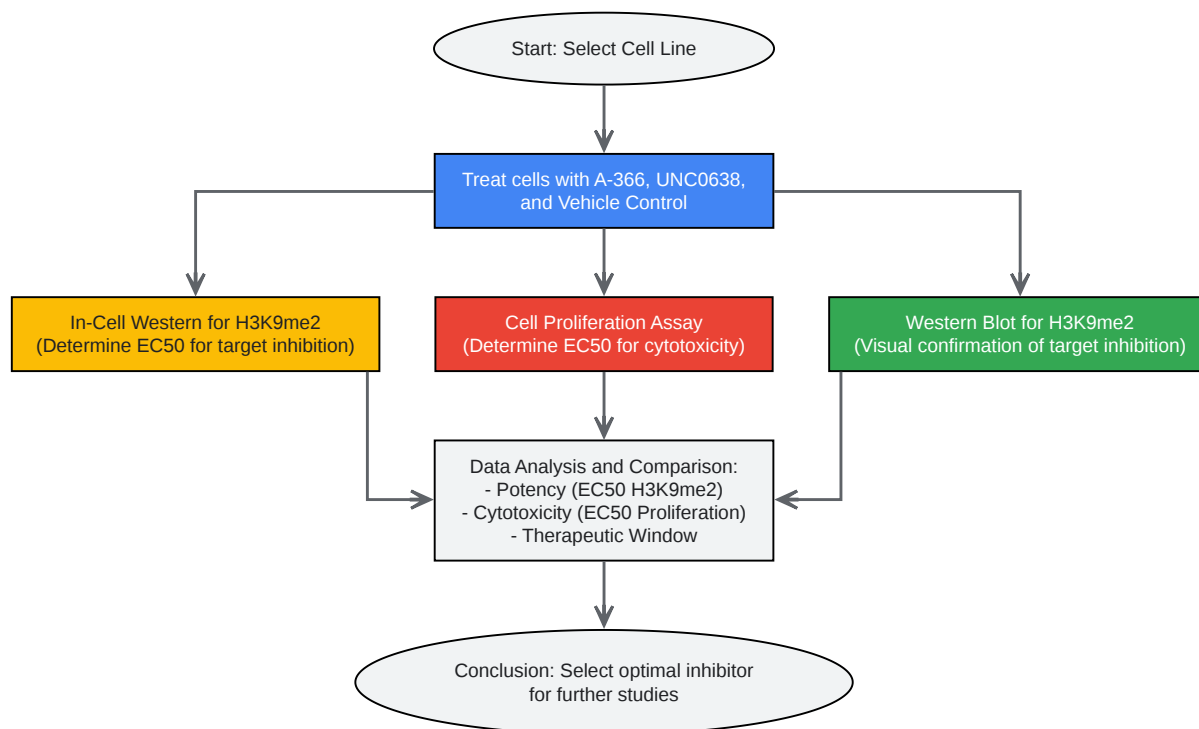 Start: Select Cell Line
Treat cells with A-366, UNC0638,
and Vehicle Control
In-Cell Western for H3K9me2
(Determine EC50 for target inhibition)
Cell Proliferation Assay
(Determine EC50 for cytotoxicity)
Western Blot for H3K9me2
(Visual confirmation of target inhibition)
Data Analysis and Comparison:
- Potency (EC50 H3K9me2)
- Cytotoxicity (EC50 Proliferation)
- Therapeutic Window
Conclusion: Select optimal inhibitor
for further studies